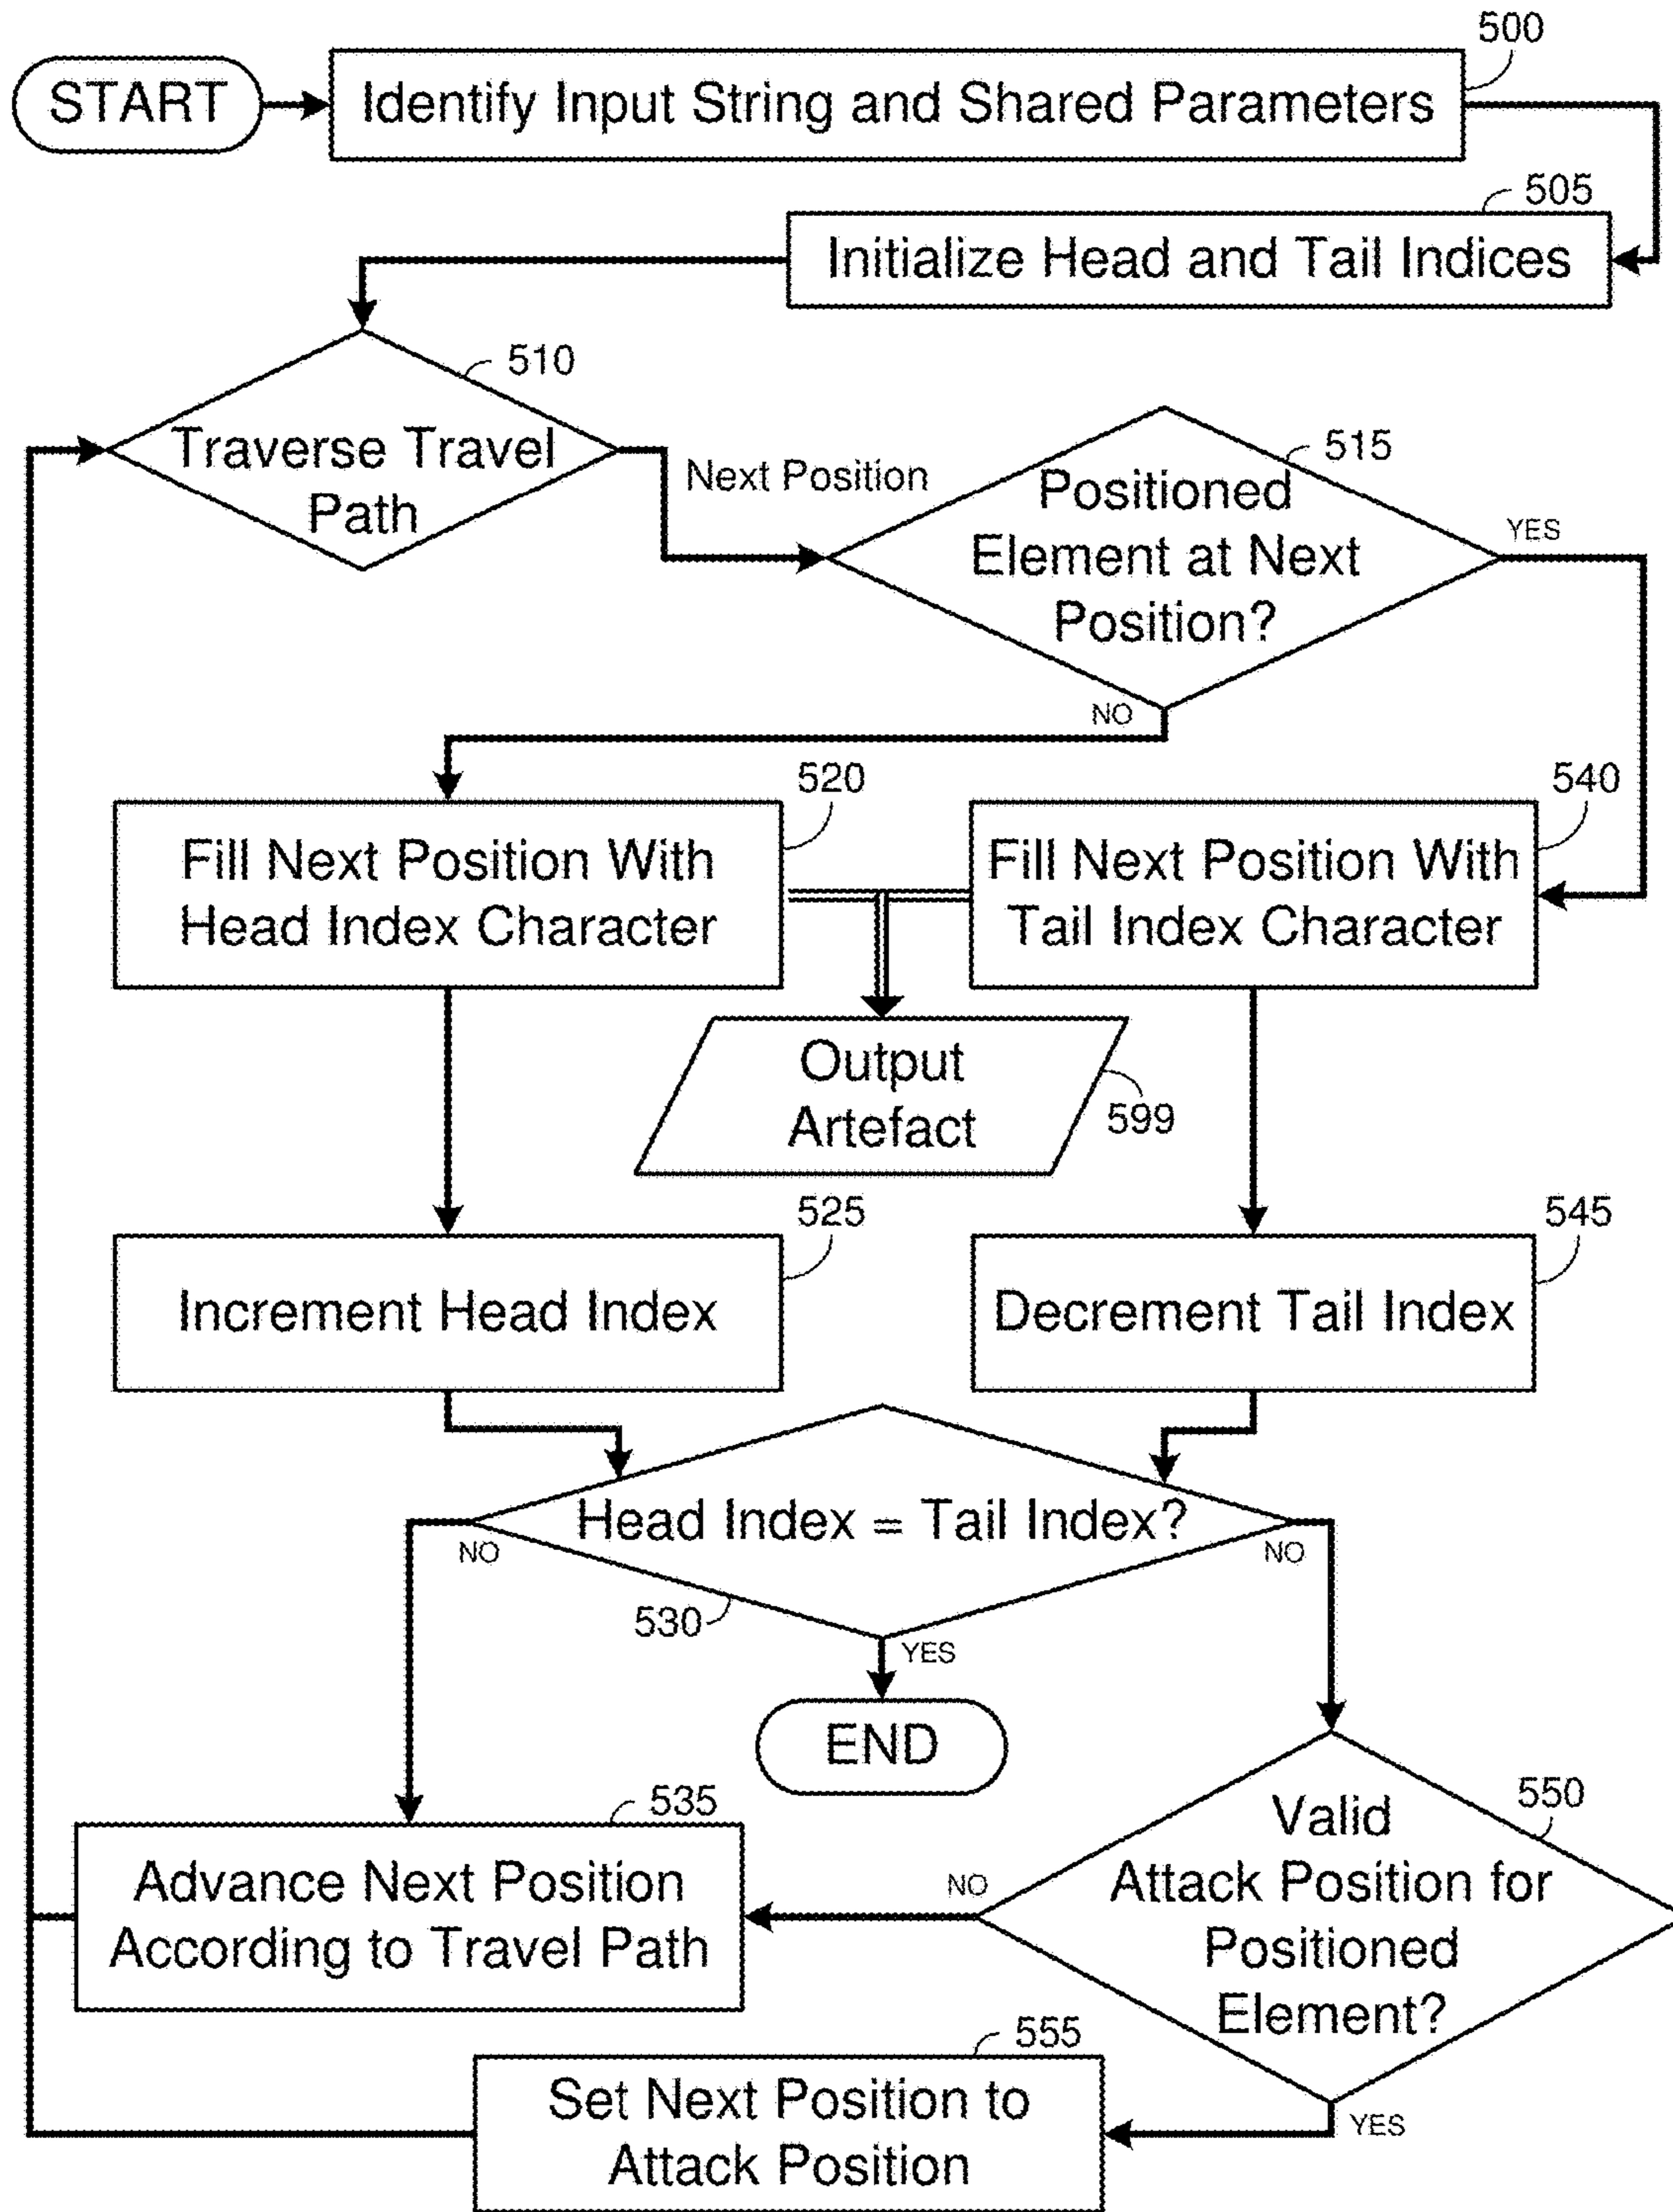 500
START
Identify Input String and Shared Parameters
505
Initialize Head and Tail Indices
510
Traverse Travel
Path
Next Position
515
Positioned
Element at Next
Position?
YES
NO
520
Fill Next Position With
Head Index Character
540
Fill Next Position With
Tail Index Character
Output
Artefact
599
525
Increment Head Index
545
Decrement Tail Index
Head Index = Tail Index?
NO
NO
530
YES
END
535
Advance Next Position
According to Travel Path
550
Valid
Attack Position for
Positioned
Element?
NO
YES
555
Set Next Position to
Attack Position